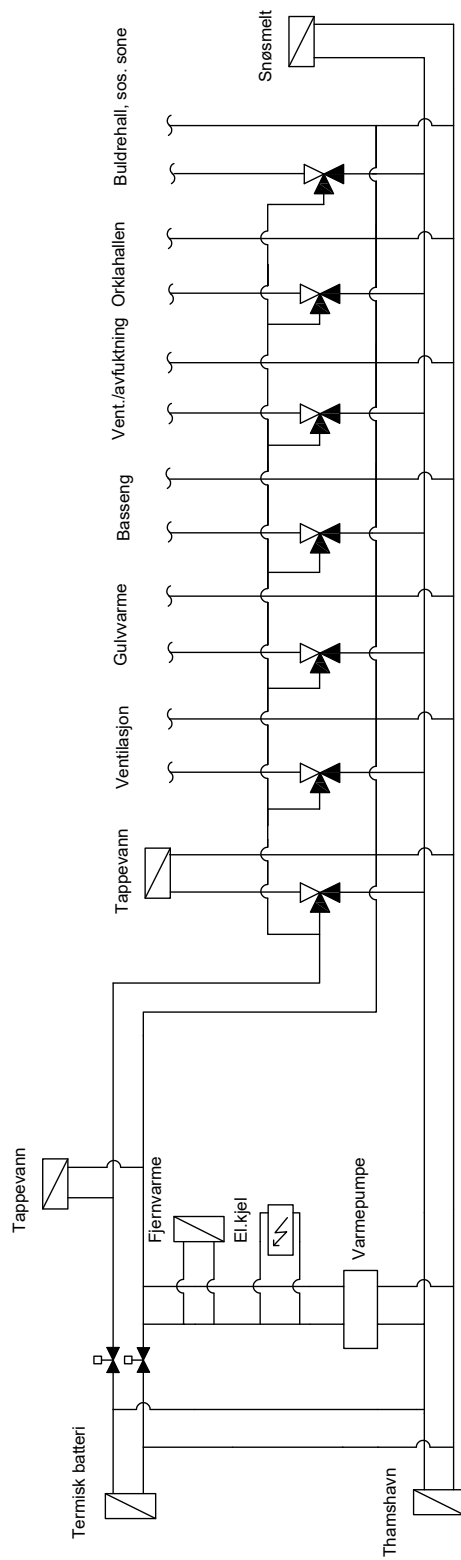 Termisk batteri
Thamshavn
Tappevann
Fjernvarme
El.kjel
Varmepumpe
Tappevann
Ventilasjon
Gulvvarme
Basseng
Vent./avfuktning
Orklahallen
Buldrehall, sos. sone
Snøsmelt